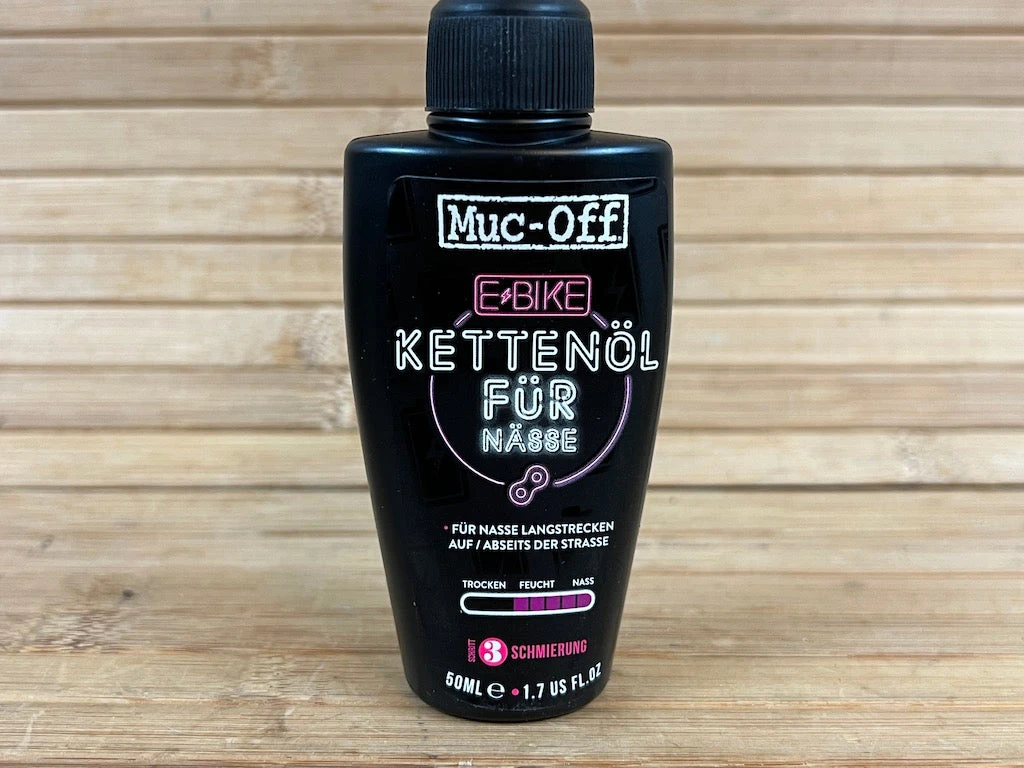 Muc-Off
E BIKE
KETTENÖL
FÜR
NÄSSE
• FÜR NASSE LANGSTRECKEN
AUF / ABSEITS DER STRASSE
TROCKEN FEUCHT NASS
SCHRITT 3 SCHMIERUNG
50ML ℮ • 1.7 US FL.OZ